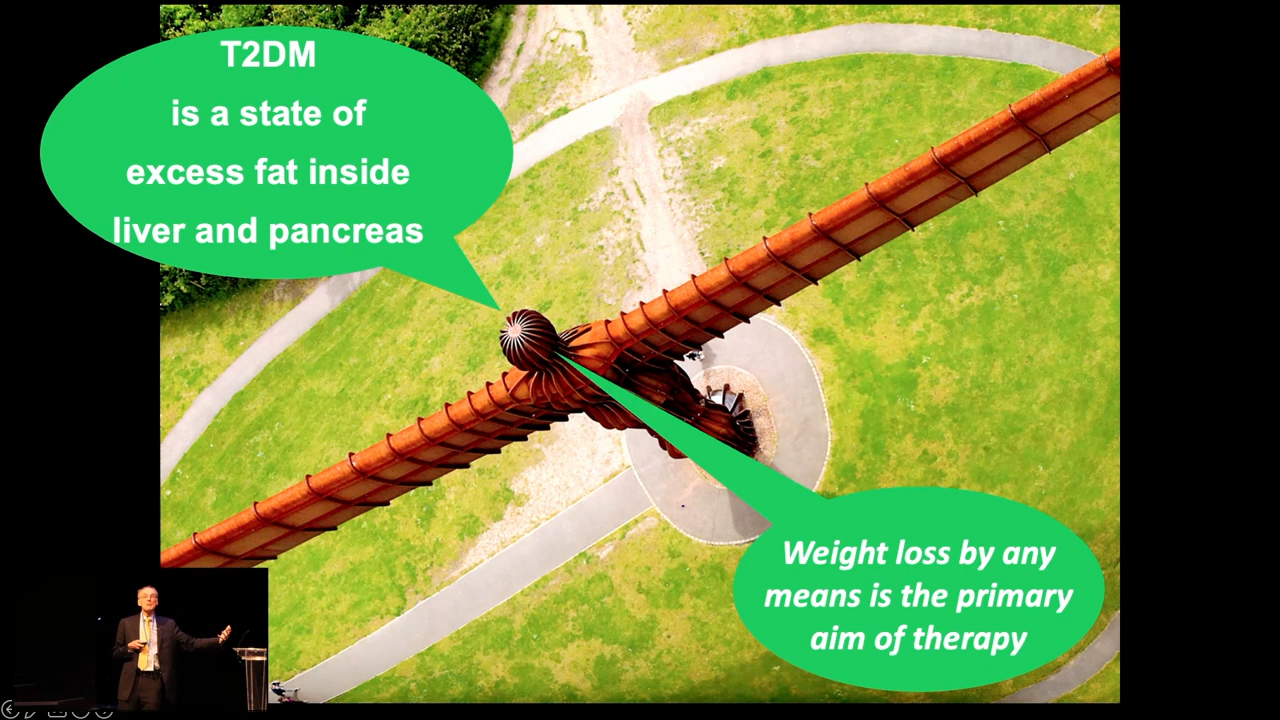 T2DM
is a state of
excess fat inside
liver and pancreas
Weight loss by any
means is the primary
aim of therapy